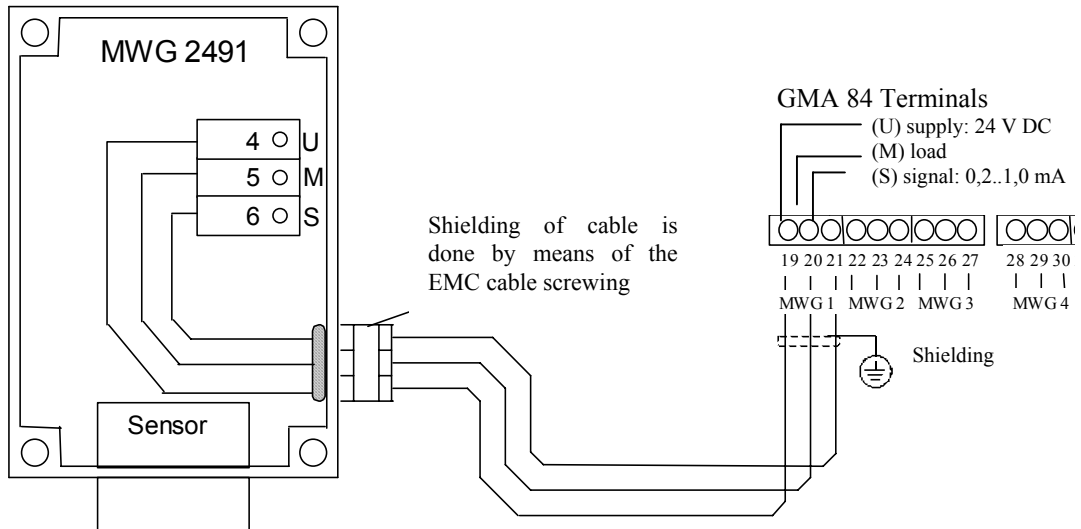 MWG 2491
4 U
5 M
6 S
Sensor
Shielding of cable is
done by means of the
EMC cable screwing
GMA 84 Terminals
(U) supply: 24 V DC
(M) load
(S) signal: 0,2..1,0 mA
19 20 21 22 23 24 25 26 27 28 29 30
MWG 1 MWG 2 MWG 3 MWG 4
Shielding